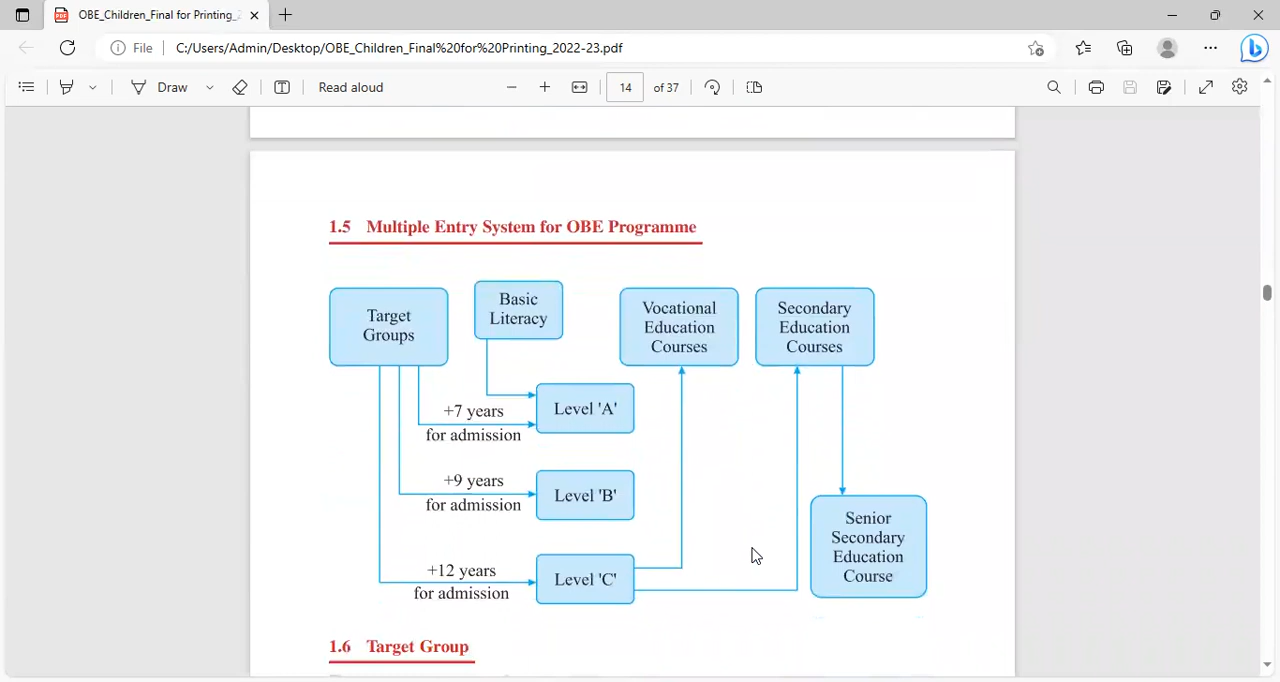 OBE_Children_Final for Printing_2
File
C:/Users/Admin/Desktop/OBE_Children_Final%20for%20Printing_2022-23.pdf
Draw
Read aloud
14
of 37
1.5 Multiple Entry System for OBE Programme
Target
Groups
Basic
Literacy
Vocational
Education
Courses
Secondary
Education
Courses
+7 years
for admission
Level 'A'
+9 years
for admission
Level 'B'
+12 years
for admission
Level 'C'
Senior
Secondary
Education
Course
1.6 Target Group